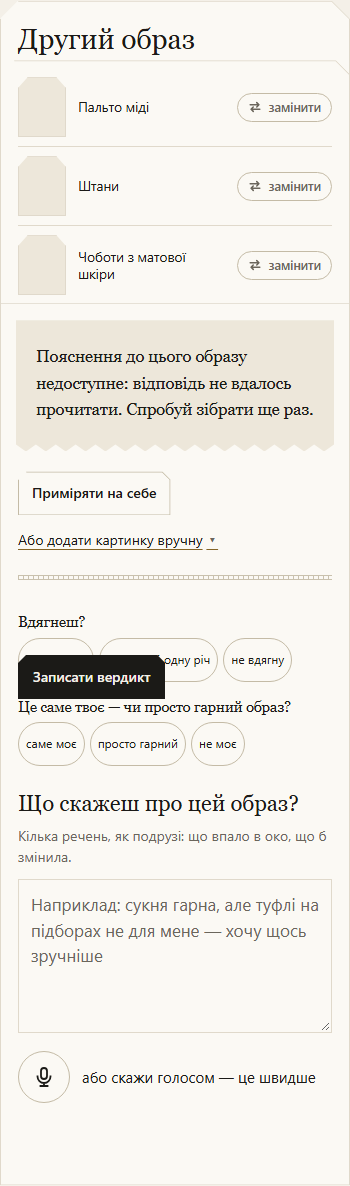 Другий образ
Пальто міді
замінити
Штани
замінити
Чоботи з матової
шкіри
замінити
Пояснення до цього образу
недоступне: відповідь не вдалось
прочитати. Спробуй зібрати ще раз.
Приміряти на себе
Або додати картинку вручну
Вдягнеш?
одну річ
не вдягну
Записати вердикт
Це саме твоє — чи просто гарний образ?
саме моє
просто гарний
не моє
Що скажеш про цей образ?
Кілька речень, як подрузі: що впало в око, що б
змінила.
Наприклад: сукня гарна, але туфлі на
підборах не для мене — хочу щось
зручніше
або скажи голосом — це швидше